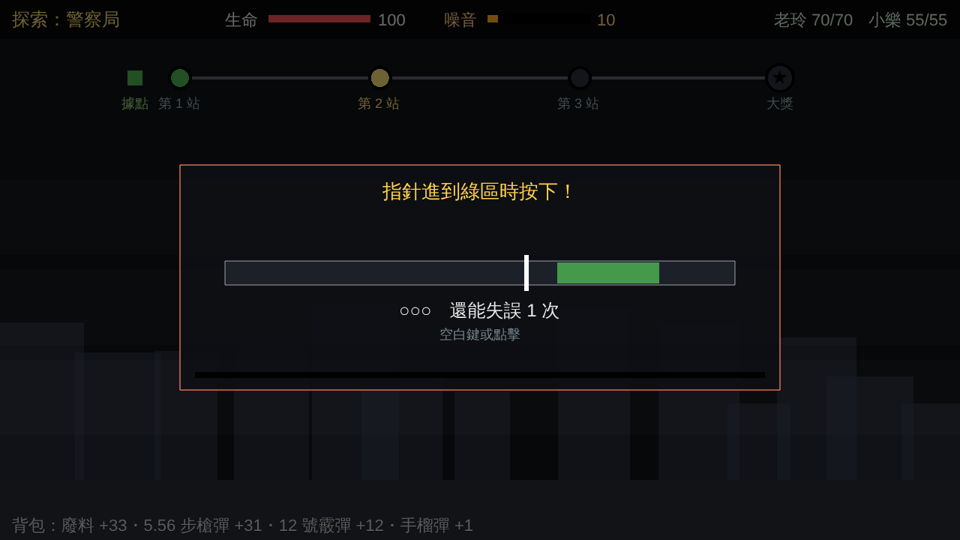 探索：警察局 生命 100 噪音 10 老玲 70/70 小樂 55/55
據點 第 1 站 第 2 站 第 3 站 大獎
指針進到綠區時按下！
○○○ 還能失誤 1 次
空白鍵或點擊
背包：廢料 +33・5.56 步槍彈 +31・12 號霰彈 +12・手榴彈 +1